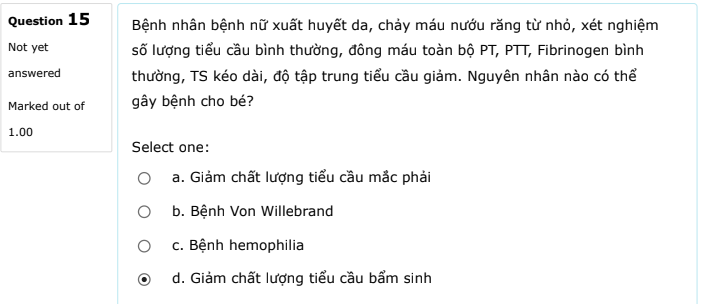 Question 15
Not yet
answered
Marked out of
1.00
Bệnh nhân bệnh nữ xuất huyết da, chảy máu nướu răng từ nhỏ, xét nghiệm
số lượng tiểu cầu bình thường, đông máu toàn bộ PT, PTT, Fibrinogen bình
thường, TS kéo dài, độ tập trung tiểu cầu giảm. Nguyên nhân nào có thể
gây bệnh cho bé?
Select one:
a. Giảm chất lượng tiểu cầu mắc phải
b. Bệnh Von Willebrand
c. Bệnh hemophilia
d. Giảm chất lượng tiểu cầu bẩm sinh